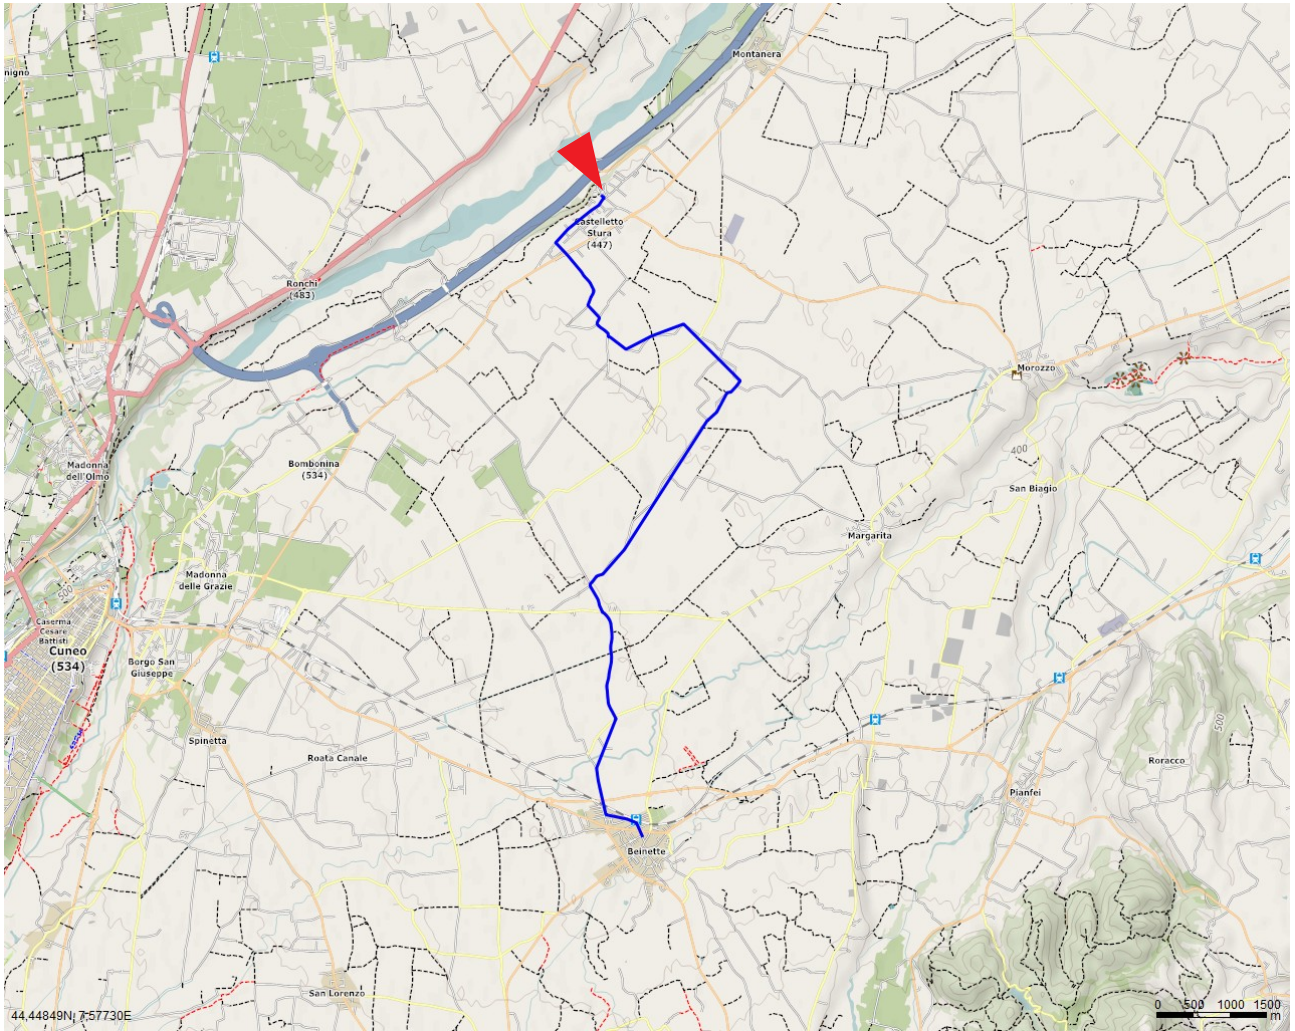 Montanera
nigno
astelletto
Stura
(447)
Ronchi
(483)
Morozzo
400
Madonna
dell'Olmo
Bombonina
(534)
San Biagio
Margarita
Madonna
delle Grazie
500
Caserma
Cesare
Battisti
Cuneo
(534)
Borgo San
Giuseppe
Spinetta
Roata Canale
500
Roracco
Pianfei
Beinette
San Lorenzo
44,44849N, 7,57730E
0 500 1000 1500
m